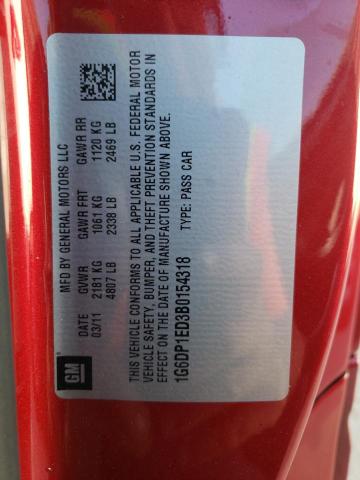 GM
MFD BY GENERAL MOTORS LLC
DATE GVWR GAWR FRT GAWR RR
03/11 2181 KG 1061 KG 1120 KG
4807 LB 2338 LB 2469 LB
THIS VEHICLE CONFORMS TO ALL APPLICABLE U.S. FEDERAL MOTOR
VEHICLE SAFETY, BUMPER, AND THEFT PREVENTION STANDARDS IN
EFFECT ON THE DATE OF MANUFACTURE SHOWN ABOVE.
1G6DP1ED3B0154318 TYPE: PASS CAR